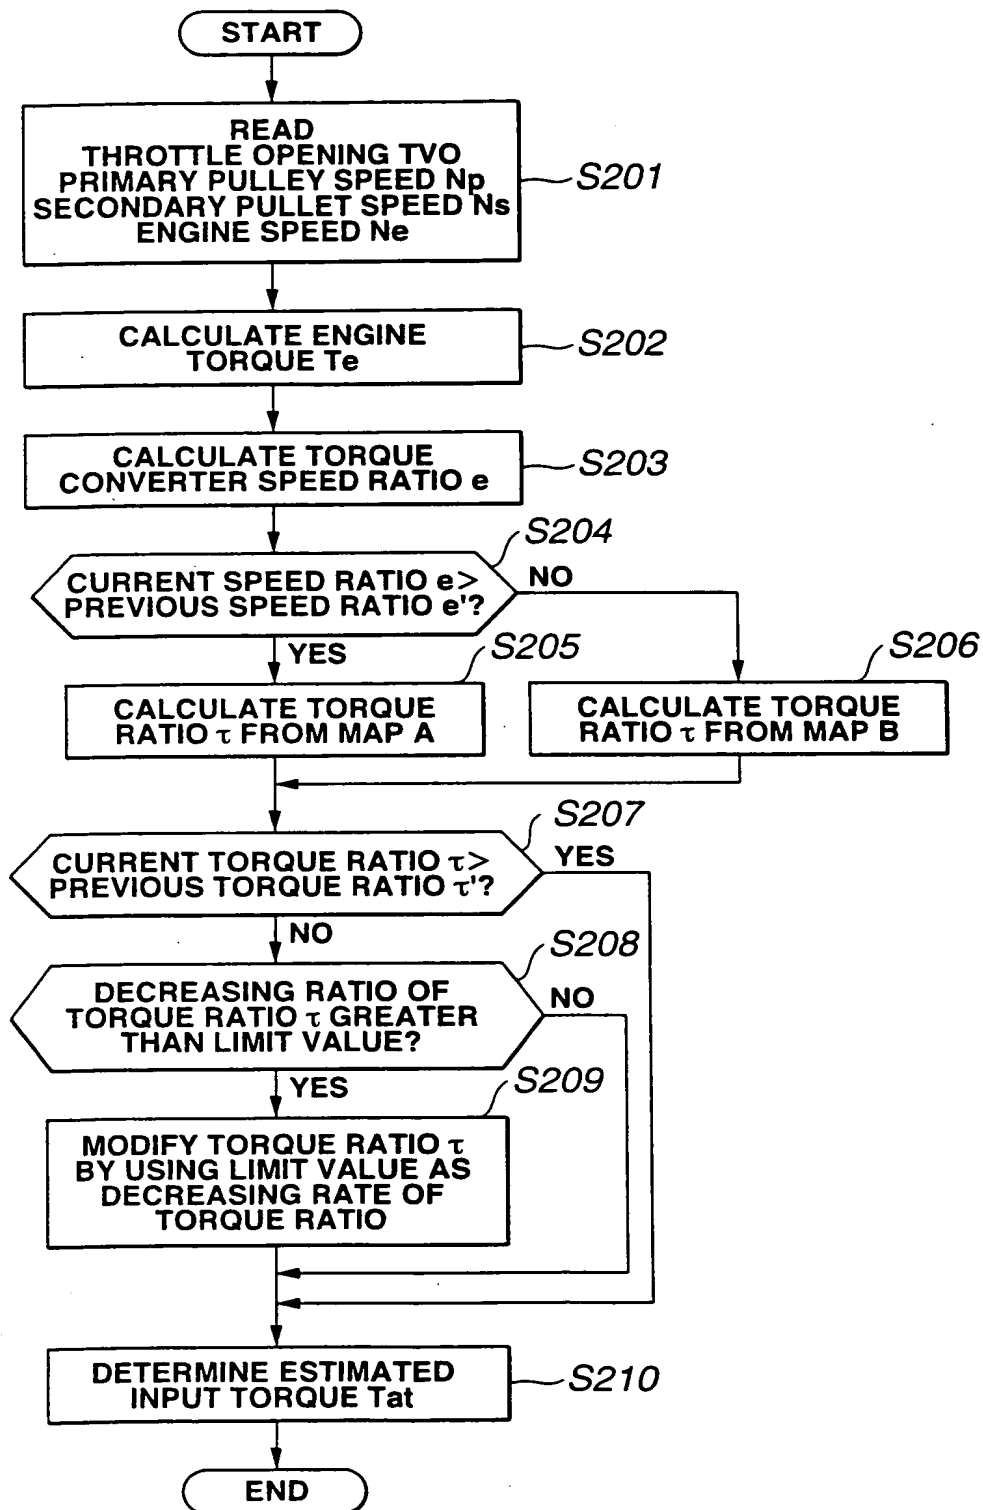 START
READ
THROTTLE OPENING TVO
PRIMARY PULLEY SPEED Np
SECONDARY PULLET SPEED Ns
ENGINE SPEED Ne
S201
CALCULATE ENGINE
TORQUE Te
S202
CALCULATE TORQUE
CONVERTER SPEED RATIO e
S203
S204
CURRENT SPEED RATIO e>
PREVIOUS SPEED RATIO e'?
NO
YES
S205
CALCULATE TORQUE
RATIO τ FROM MAP A
S206
CALCULATE TORQUE
RATIO τ FROM MAP B
S207
CURRENT TORQUE RATIO τ>
PREVIOUS TORQUE RATIO τ'?
YES
NO
S208
DECREASING RATIO OF
TORQUE RATIO τ GREATER
THAN LIMIT VALUE?
NO
YES
S209
MODIFY TORQUE RATIO τ
BY USING LIMIT VALUE AS
DECREASING RATE OF
TORQUE RATIO
DETERMINE ESTIMATED
INPUT TORQUE Tat
S210
END